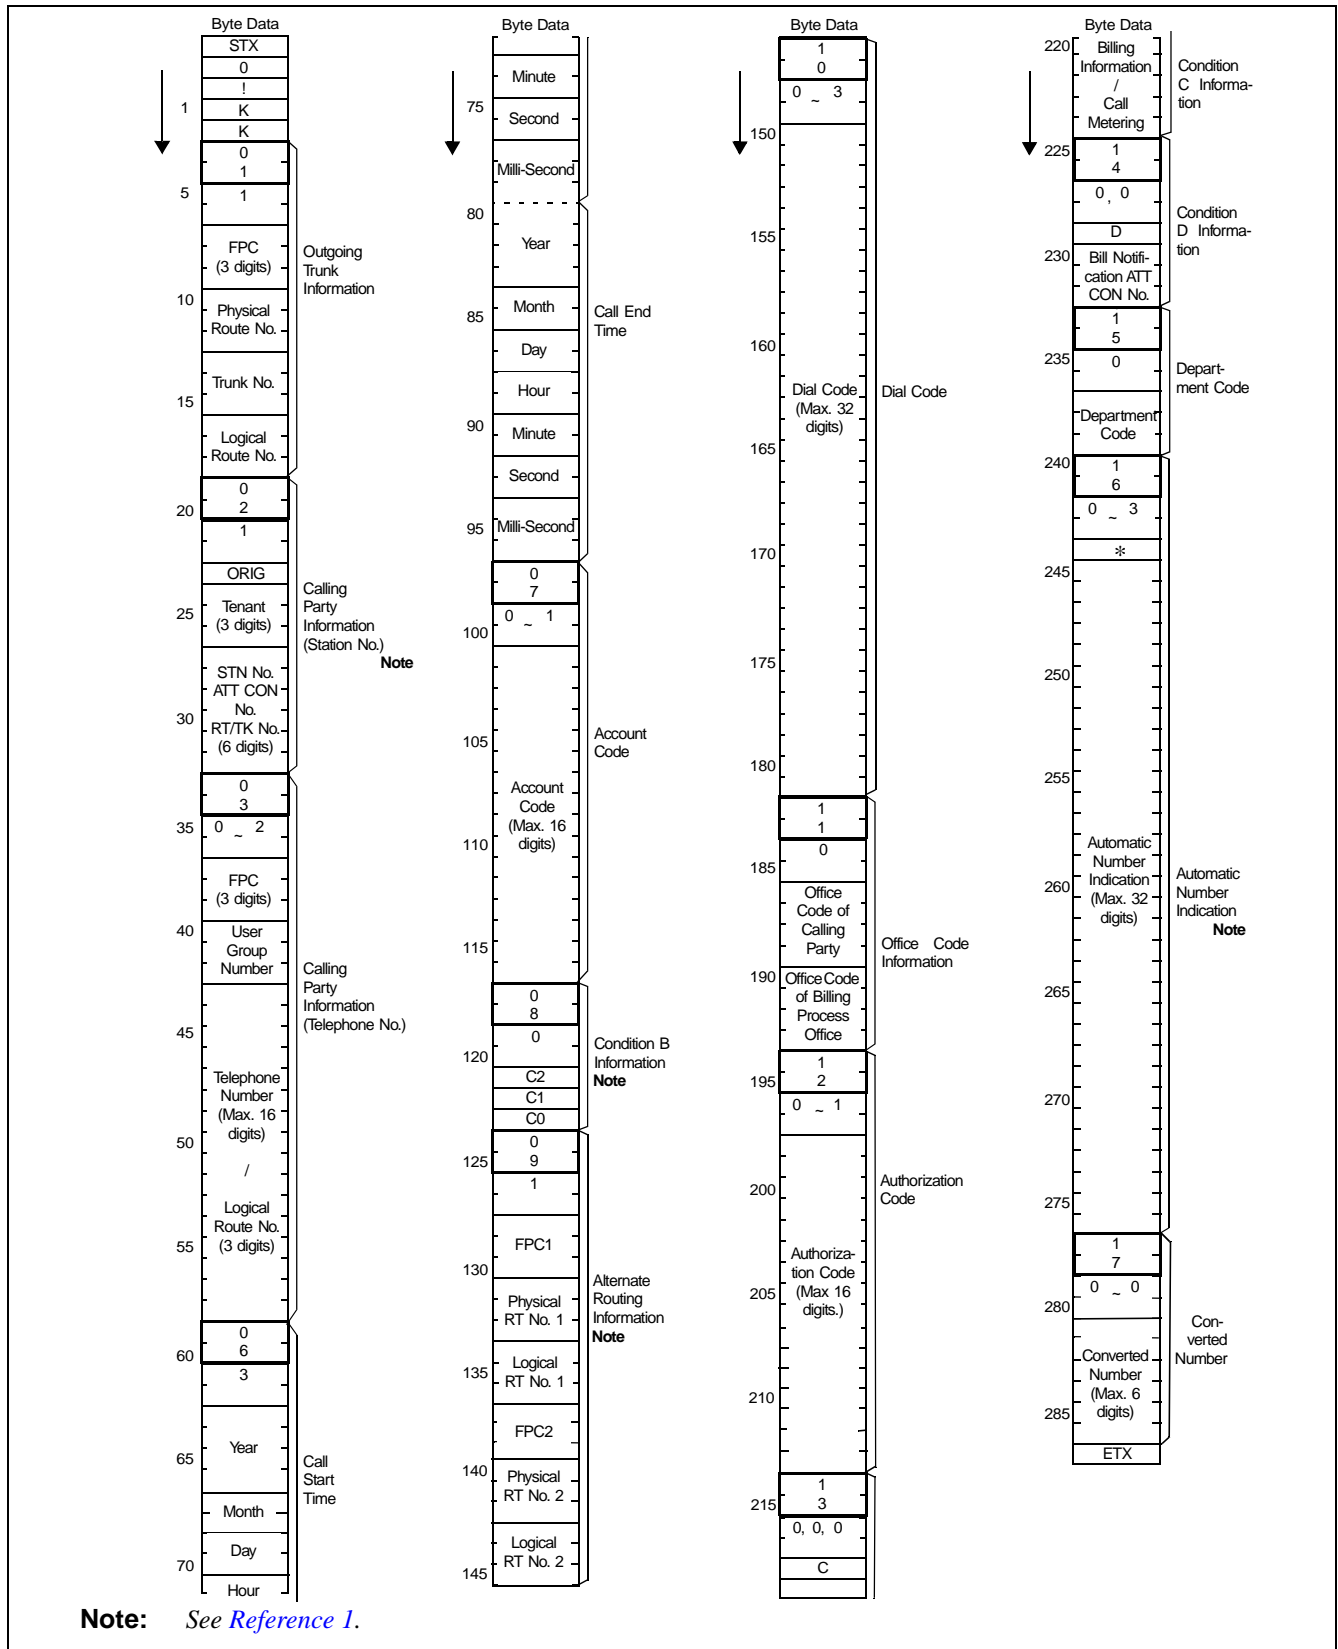 Byte Data
STX
0
!
1
K
K
0
1
5
1
FPC
(3 digits)
Outgoing
Trunk
Information
10
Physical
Route No.
Trunk No.
15
Logical
Route No.
0
20
2
1
ORIG
25
Tenant
(3 digits)
Calling
Party
Information
(Station No.)
Note
STN No.
ATT CON
No.
30
RT/TK No.
(6 digits)
0
3
35
0 ~ 2
FPC
(3 digits)
40
User
Group
Number
Calling
Party
Information
(Telephone No.)
45
Telephone
Number
(Max. 16
digits)
50
/
Logical
Route No.
(3 digits)
55
0
60
6
3
Year
65
Call
Start
Time
Month
Day
70
Hour
Byte Data
Minute
75
Second
Milli-Second
80
Year
Month
85
Call End
Time
Day
Hour
90
Minute
Second
95
Milli-Second
0
7
0 ~ 1
100
105
Account
Code
Account
Code
(Max. 16
digits)
110
115
0
8
0
120
Condition B
Information
Note
C2
C1
C0
0
125
9
1
FPC1
130
Physical
RT No. 1
Alternate
Routing
Information
Note
135
Logical
RT No. 1
FPC2
140
Physical
RT No. 2
Logical
RT No. 2
145
Byte Data
1
0
0 ~ 3
150
155
160
Dial Code
(Max. 32
digits)
Dial Code
165
170
175
180
1
1
0
185
Office
Code of
Calling
Party
Office Code
Information
190
Office Code
of Billing
Process
Office
1
195
2
0 ~ 1
200
Authorization
Code
Authoriza-
tion Code
(Max 16
digits.)
205
210
1
215
3
0, 0, 0
C
Byte Data
220
Billing
Information
/
Call
Metering
Condition
C Informa-
tion
225
1
4
0, 0
D
Condition
D Informa-
tion
230
Bill Notifi-
cation ATT
CON No.
1
5
235
0
Depart-
ment Code
Department
Code
240
1
6
0 ~ 3
*
245
250
255
Automatic
Number
Indication
(Max. 32
digits)
260
Automatic
Number
Indication
Note
265
270
275
1
7
0 ~ 0
280
Con-
verted
Number
Converted
Number
(Max. 6
digits)
285
ETX
Note: See Reference 1.